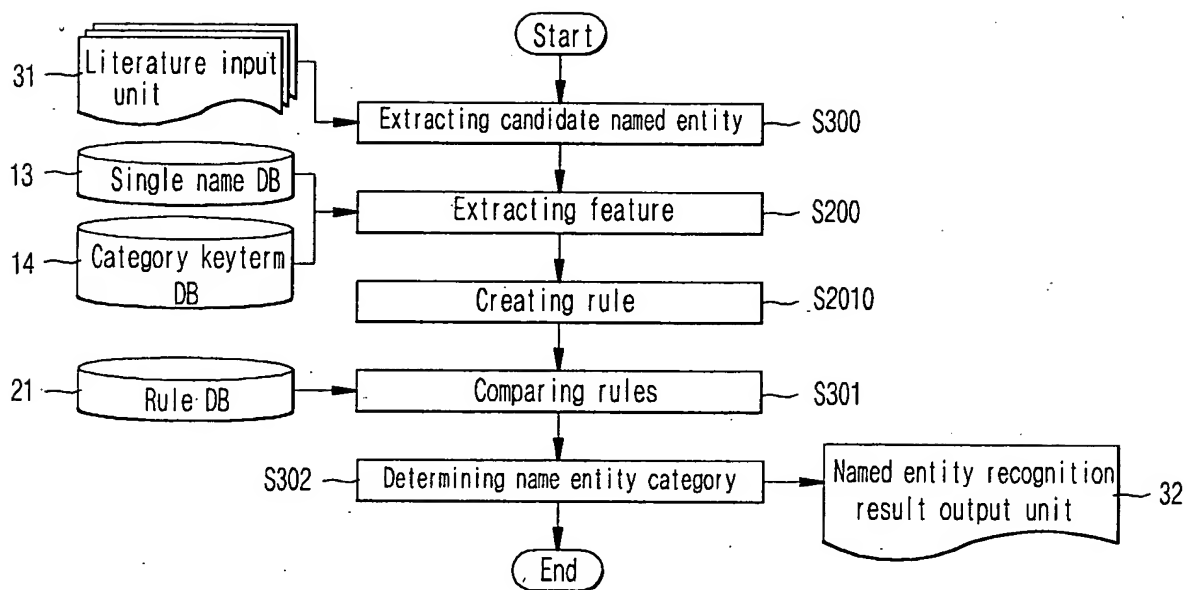 Start
31
Literature input
unit
Extracting candidate named entity
S300
13
Single name DB
Extracting feature
S200
14
Category keyterm
DB
Creating rule
S2010
21
Rule DB
Comparing rules
S301
S302
Determining name entity category
Named entity recognition
result output unit
32
End